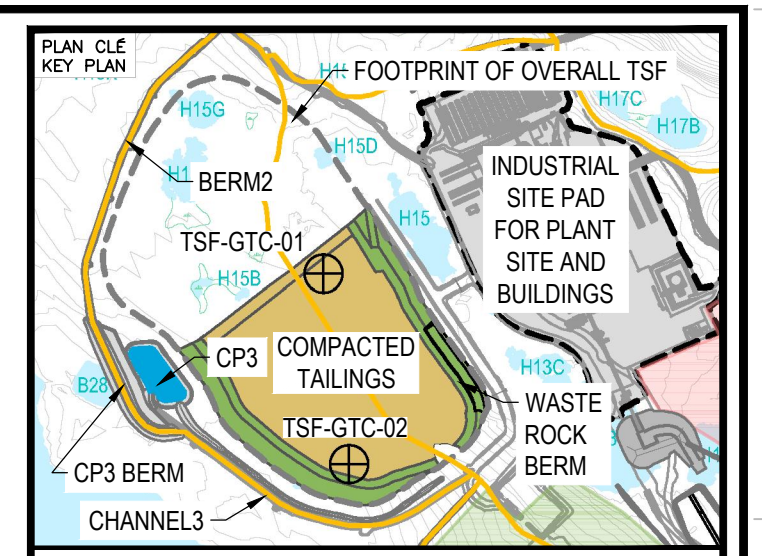 PLAN CLÉ
KEY PLAN
FOOTPRINT OF OVERALL TSF
H15G
H17C
H17B
H15D
BERM2
INDUSTRIAL
SITE PAD
FOR PLANT
SITE AND
BUILDINGS
H15
TSF-GTC-01
H15B
CP3
COMPACTED
TAILINGS
H13C
B28
WASTE
ROCK
BERM
TSF-GTC-02
CP3 BERM
CHANNEL3